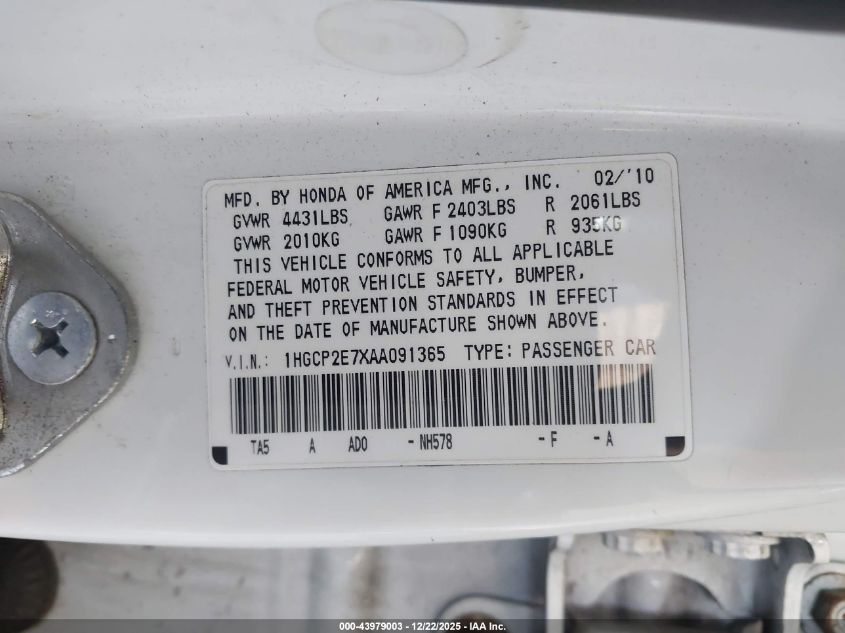 MFD. BY HONDA OF AMERICA MFG., INC. 02/'10
GVWR 4431LBS GAWR F 2403LBS R 2061LBS
GVWR 2010KG GAWR F 1090KG R 935KG
THIS VEHICLE CONFORMS TO ALL APPLICABLE
FEDERAL MOTOR VEHICLE SAFETY, BUMPER,
AND THEFT PREVENTION STANDARDS IN EFFECT
ON THE DATE OF MANUFACTURE SHOWN ABOVE.
V.I.N.: 1HGCP2E7XAA091365 TYPE: PASSENGER CAR
TA5 A AD0 - NH578 - F - A
000-43979003 - 12/22/2025 - IAA Inc.